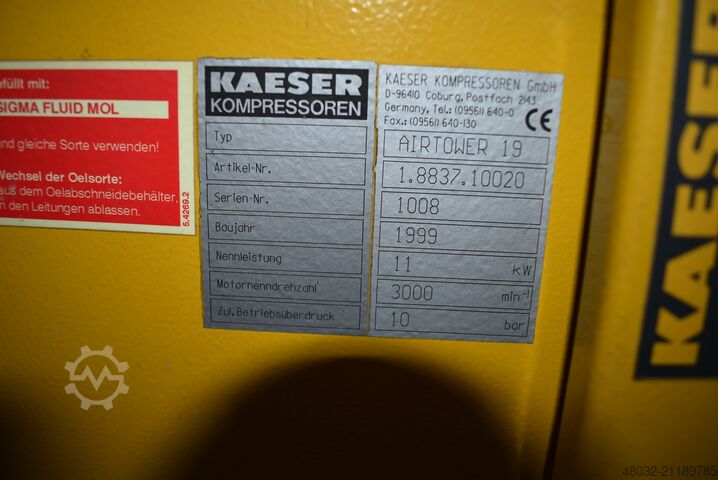 efüllt mit:
SIGMA FLUID MOL
und gleiche Sorte verwenden!
Wechsel der Oelsorte:
aus dem Oelabschneidebehälter,
n den Leitungen ablassen.
5.4269.2
KAESER
KOMPRESSOREN
KAESER KOMPRESSOREN GmbH
D-96410 Coburg, Postfach 2143
Germany, Tel.: (09561) 640-0
Fax.: (09561) 640-130
CE
Typ AIRTOWER 19
Artikel-Nr. 1.8837.10020
Serien-Nr. 1008
Baujahr 1999
Nennleistung 11 kW
Motornenndrehzahl 3000 min⁻¹
Zul. Betriebsüberdruck 10 bar
KAESER
48032-21189785